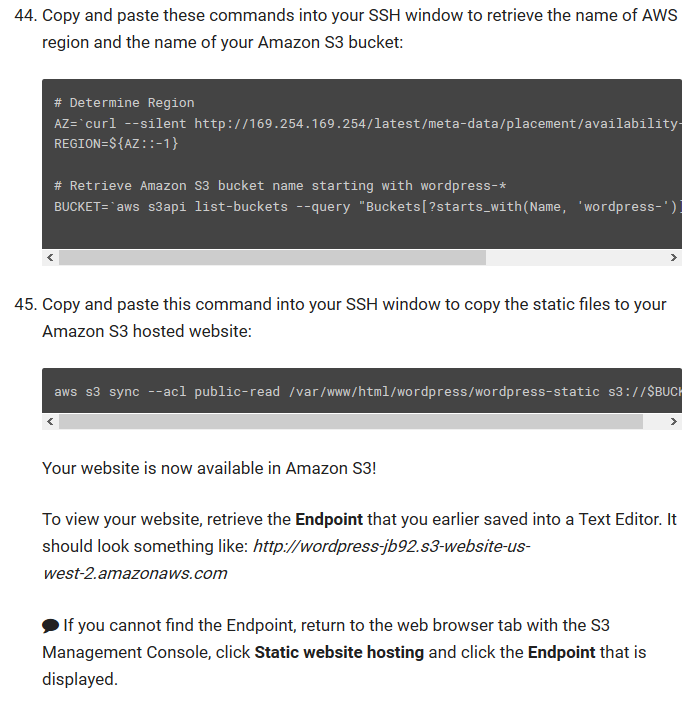 44. Copy and paste these commands into your SSH window to retrieve the name of AWS
region and the name of your Amazon S3 bucket:
# Determine Region
AZ=`curl --silent http://169.254.169.254/latest/meta-data/placement/availability-
REGION=${AZ::-1}
# Retrieve Amazon S3 bucket name starting with wordpress-*
BUCKET=`aws s3api list-buckets --query "Buckets[?starts_with(Name, 'wordpress-')]
45. Copy and paste this command into your SSH window to copy the static files to your
Amazon S3 hosted website:
aws s3 sync --acl public-read /var/www/html/wordpress/wordpress-static s3://$BUCK
Your website is now available in Amazon S3!
To view your website, retrieve the Endpoint that you earlier saved into a Text Editor. It
should look something like: http://wordpress-jb92.s3-website-us-
west-2.amazonaws.com
If you cannot find the Endpoint, return to the web browser tab with the S3
Management Console, click Static website hosting and click the Endpoint that is
displayed.